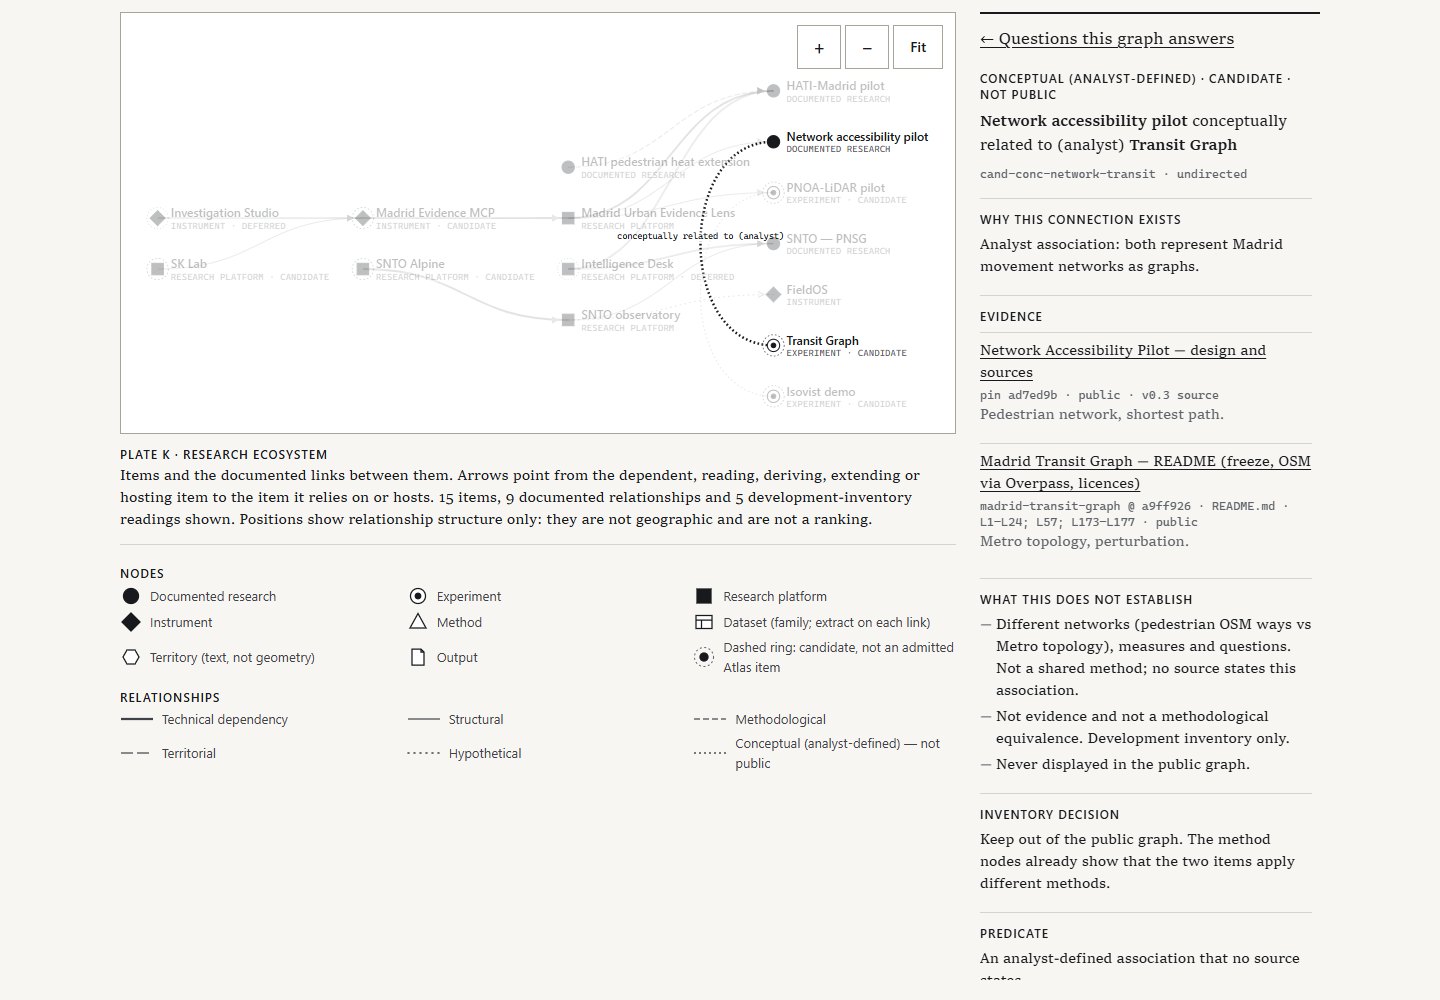 +
−
Fit
HATI-Madrid pilot
DOCUMENTED RESEARCH
Network accessibility pilot
DOCUMENTED RESEARCH
HATI pedestrian heat extension
DOCUMENTED RESEARCH
PNOA-LiDAR pilot
EXPERIMENT · CANDIDATE
Investigation Studio
INSTRUMENT · DEFERRED
Madrid Evidence MCP
INSTRUMENT · CANDIDATE
Madrid Urban Evidence Lens
RESEARCH PLATFORM
conceptually related to (analyst)
SNTO — PNSG
DOCUMENTED RESEARCH
SK Lab
RESEARCH PLATFORM · CANDIDATE
SNTO Alpine
RESEARCH PLATFORM · CANDIDATE
Intelligence Desk
RESEARCH PLATFORM · DEFERRED
FieldOS
INSTRUMENT
SNTO observatory
RESEARCH PLATFORM
Transit Graph
EXPERIMENT · CANDIDATE
Isovist demo
EXPERIMENT · CANDIDATE
PLATE K · RESEARCH ECOSYSTEM
Items and the documented links between them. Arrows point from the dependent, reading, deriving, extending or
hosting item to the item it relies on or hosts. 15 items, 9 documented relationships and 5 development-inventory
readings shown. Positions show relationship structure only: they are not geographic and are not a ranking.
NODES
Documented research
Experiment
Research platform
Instrument
Method
Dataset (family; extract on each link)
Territory (text, not geometry)
Output
Dashed ring: candidate, not an admitted
Atlas item
RELATIONSHIPS
Technical dependency
Structural
Methodological
Territorial
Hypothetical
Conceptual (analyst-defined) — not
public
← Questions this graph answers
CONCEPTUAL (ANALYST-DEFINED) · CANDIDATE ·
NOT PUBLIC
Network accessibility pilot conceptually
related to (analyst) Transit Graph
cand-conc-network-transit · undirected
WHY THIS CONNECTION EXISTS
Analyst association: both represent Madrid
movement networks as graphs.
EVIDENCE
Network Accessibility Pilot — design and
sources
pin ad7ed9b · public · v0.3 source
Pedestrian network, shortest path.
Madrid Transit Graph — README (freeze, OSM
via Overpass, licences)
madrid-transit-graph @ a9ff926 · README.md ·
L1-L24; L57; L173-L177 · public
Metro topology, perturbation.
WHAT THIS DOES NOT ESTABLISH
— Different networks (pedestrian OSM ways vs
Metro topology), measures and questions.
Not a shared method; no source states this
association.
— Not evidence and not a methodological
equivalence. Development inventory only.
— Never displayed in the public graph.
INVENTORY DECISION
Keep out of the public graph. The method
nodes already show that the two items apply
different methods.
PREDICATE
An analyst-defined association that no source
states.